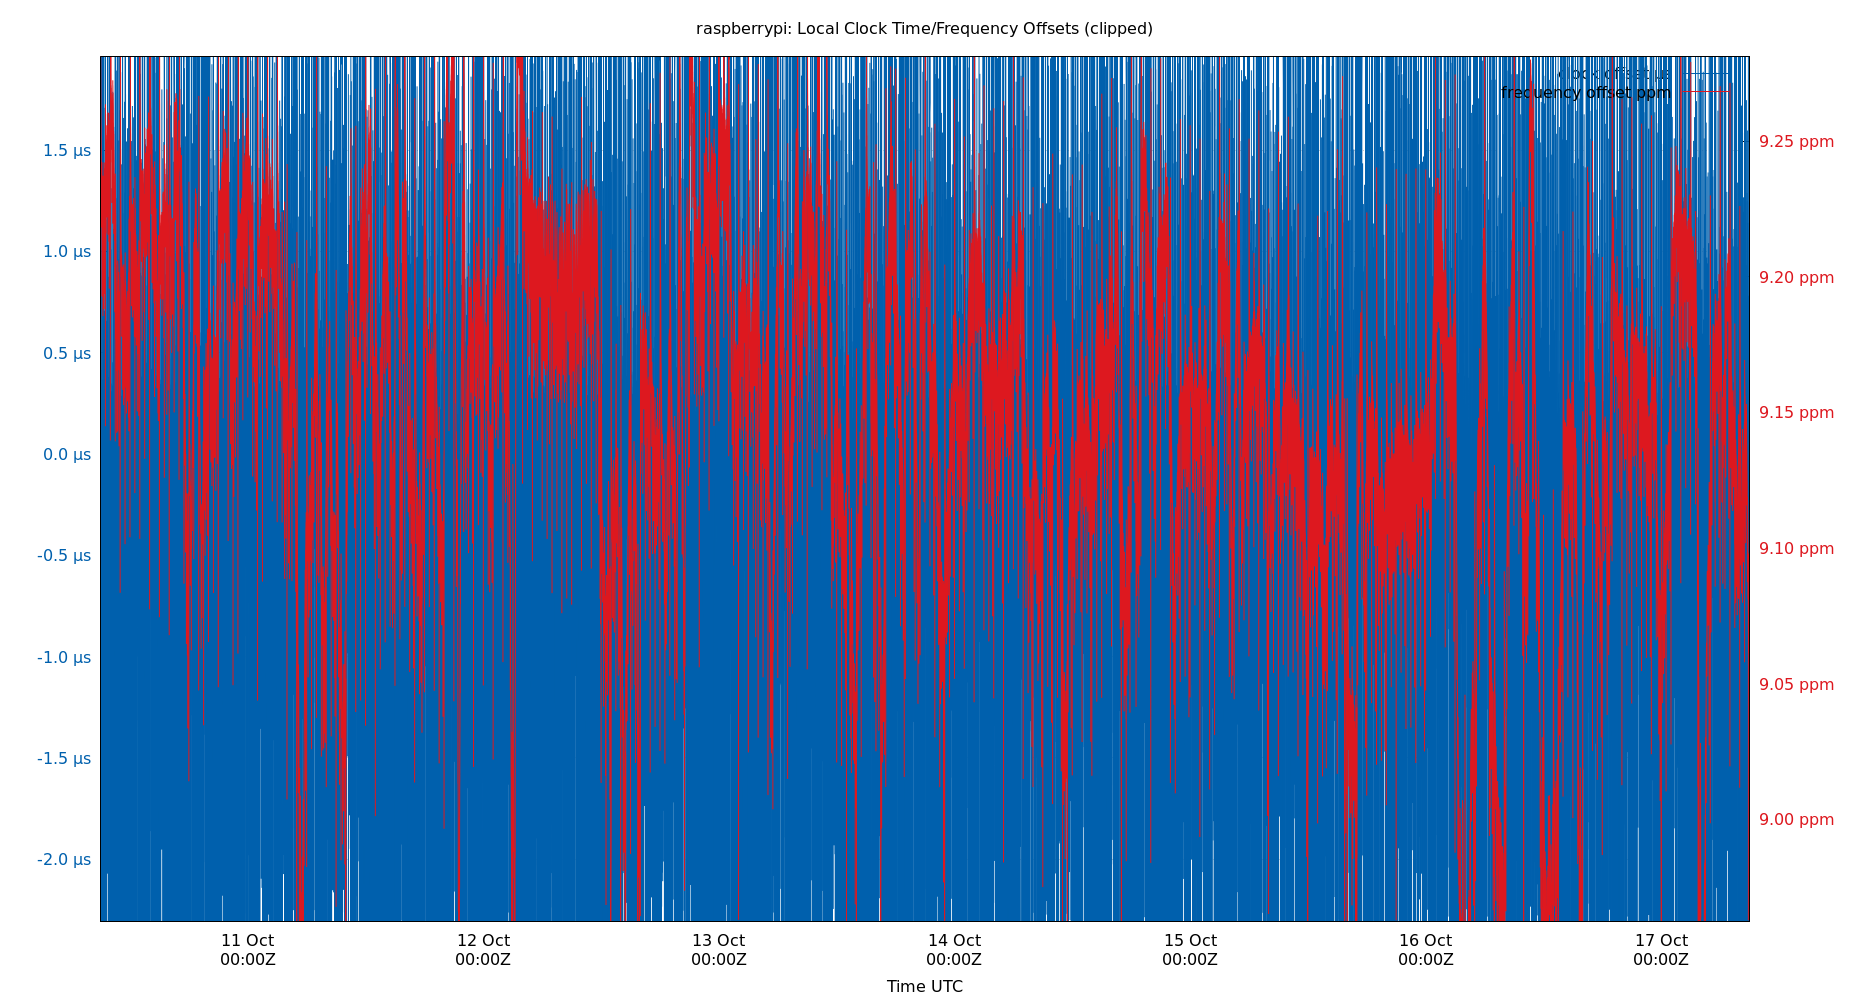 raspberrypi: Local Clock Time/Frequency Offsets (clipped)
clock offset µs
frequency offset ppm
1.5 µs
1.0 µs
0.5 µs
0.0 µs
-0.5 µs
-1.0 µs
-1.5 µs
-2.0 µs
9.25 ppm
9.20 ppm
9.15 ppm
9.10 ppm
9.05 ppm
9.00 ppm
11 Oct 12 Oct 13 Oct 14 Oct 15 Oct 16 Oct 17 Oct
00:00Z 00:00Z 00:00Z 00:00Z 00:00Z 00:00Z 00:00Z
Time UTC